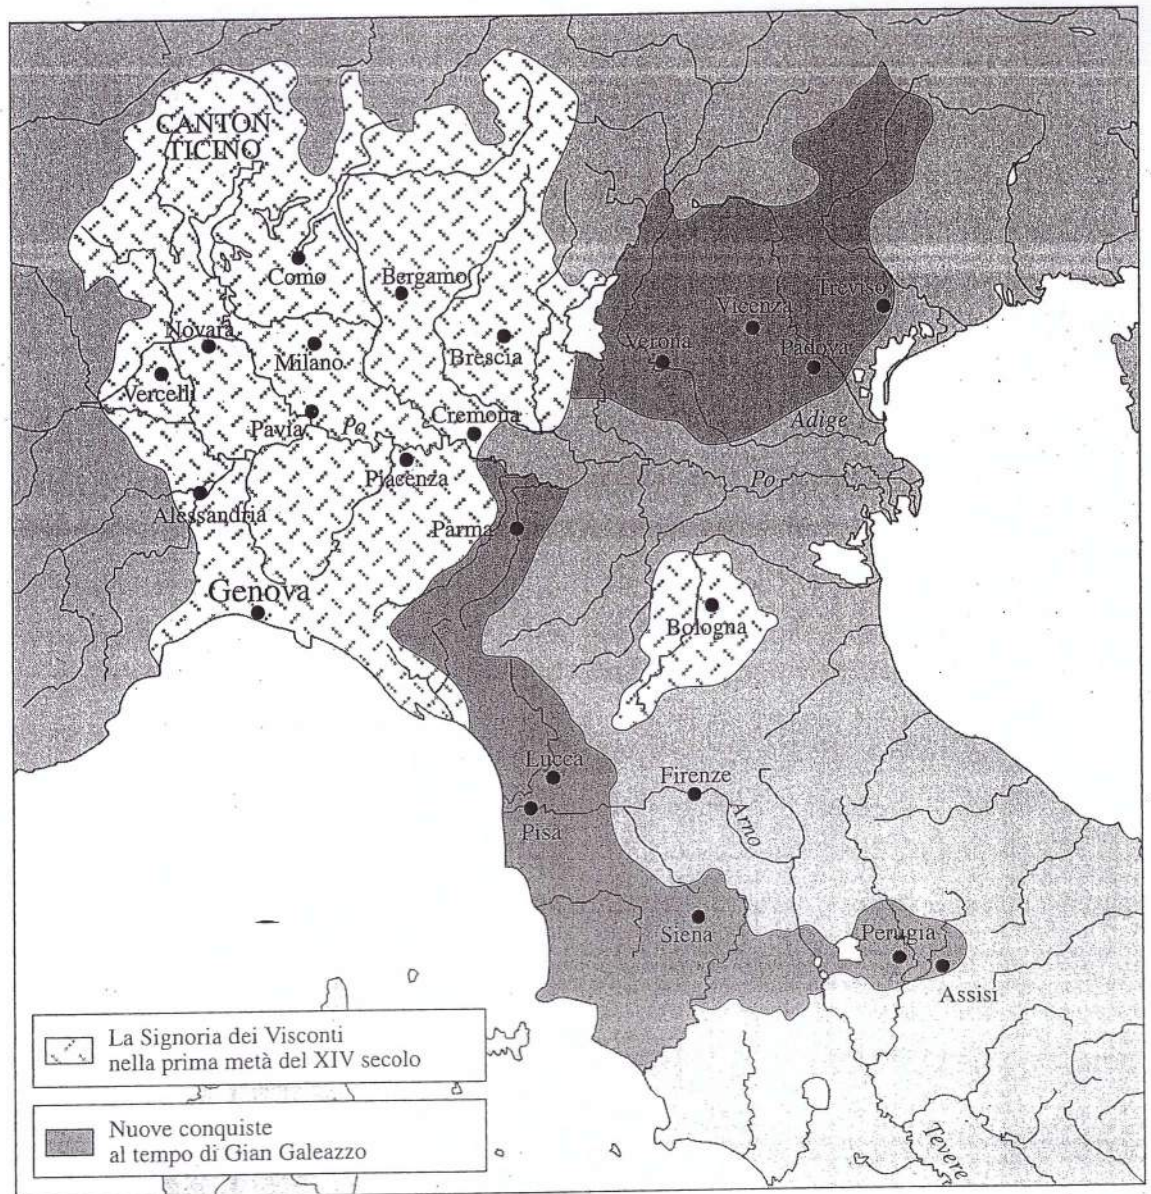 CANTON
TICINO
Como
Bergamo
Novara
Milano
Brescia
Vercelli
Pavia
Po
Cremona
Piacenza
Alessandria
Genova
Parma
Verona
Vicenza
Treviso
Padova
Adige
Po
Bologna
Lucca
Pisa
Firenze
Arno
Siena
Perugia
Assisi
Tevere
La Signoria dei Visconti
nella prima metà del XIV secolo
Nuove conquiste
al tempo di Gian Galeazzo